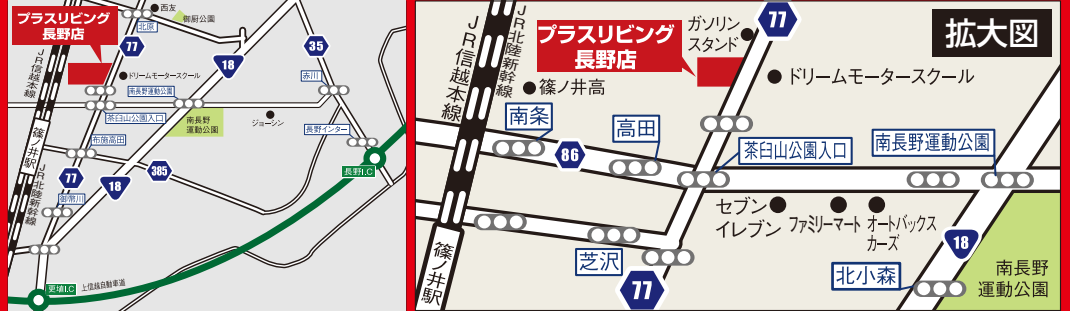 プラスリビング
長野店
西友
御厨公園
北原
77
35
18
ドリームモータースクール
赤川
南長野運動公園
茶臼山公園入口
南長野
運動公園
ジョーシン
長野インター
布施高田
385
長野I.C
77
18
御幣川
JR信越本線
篠ノ井駅
JR北陸新幹線
更埴I.C
上信越自動車道
拡大図
77
プラスリビング
長野店
ガソリン
スタンド
ドリームモータースクール
JR北陸新幹線
JR信越本線
篠ノ井高
南条
高田
86
茶臼山公園入口
南長野運動公園
セブン
イレブン
ファミリーマート
オートバックス
カーズ
18
芝沢
77
北小森
南長野
運動公園
篠ノ井駅